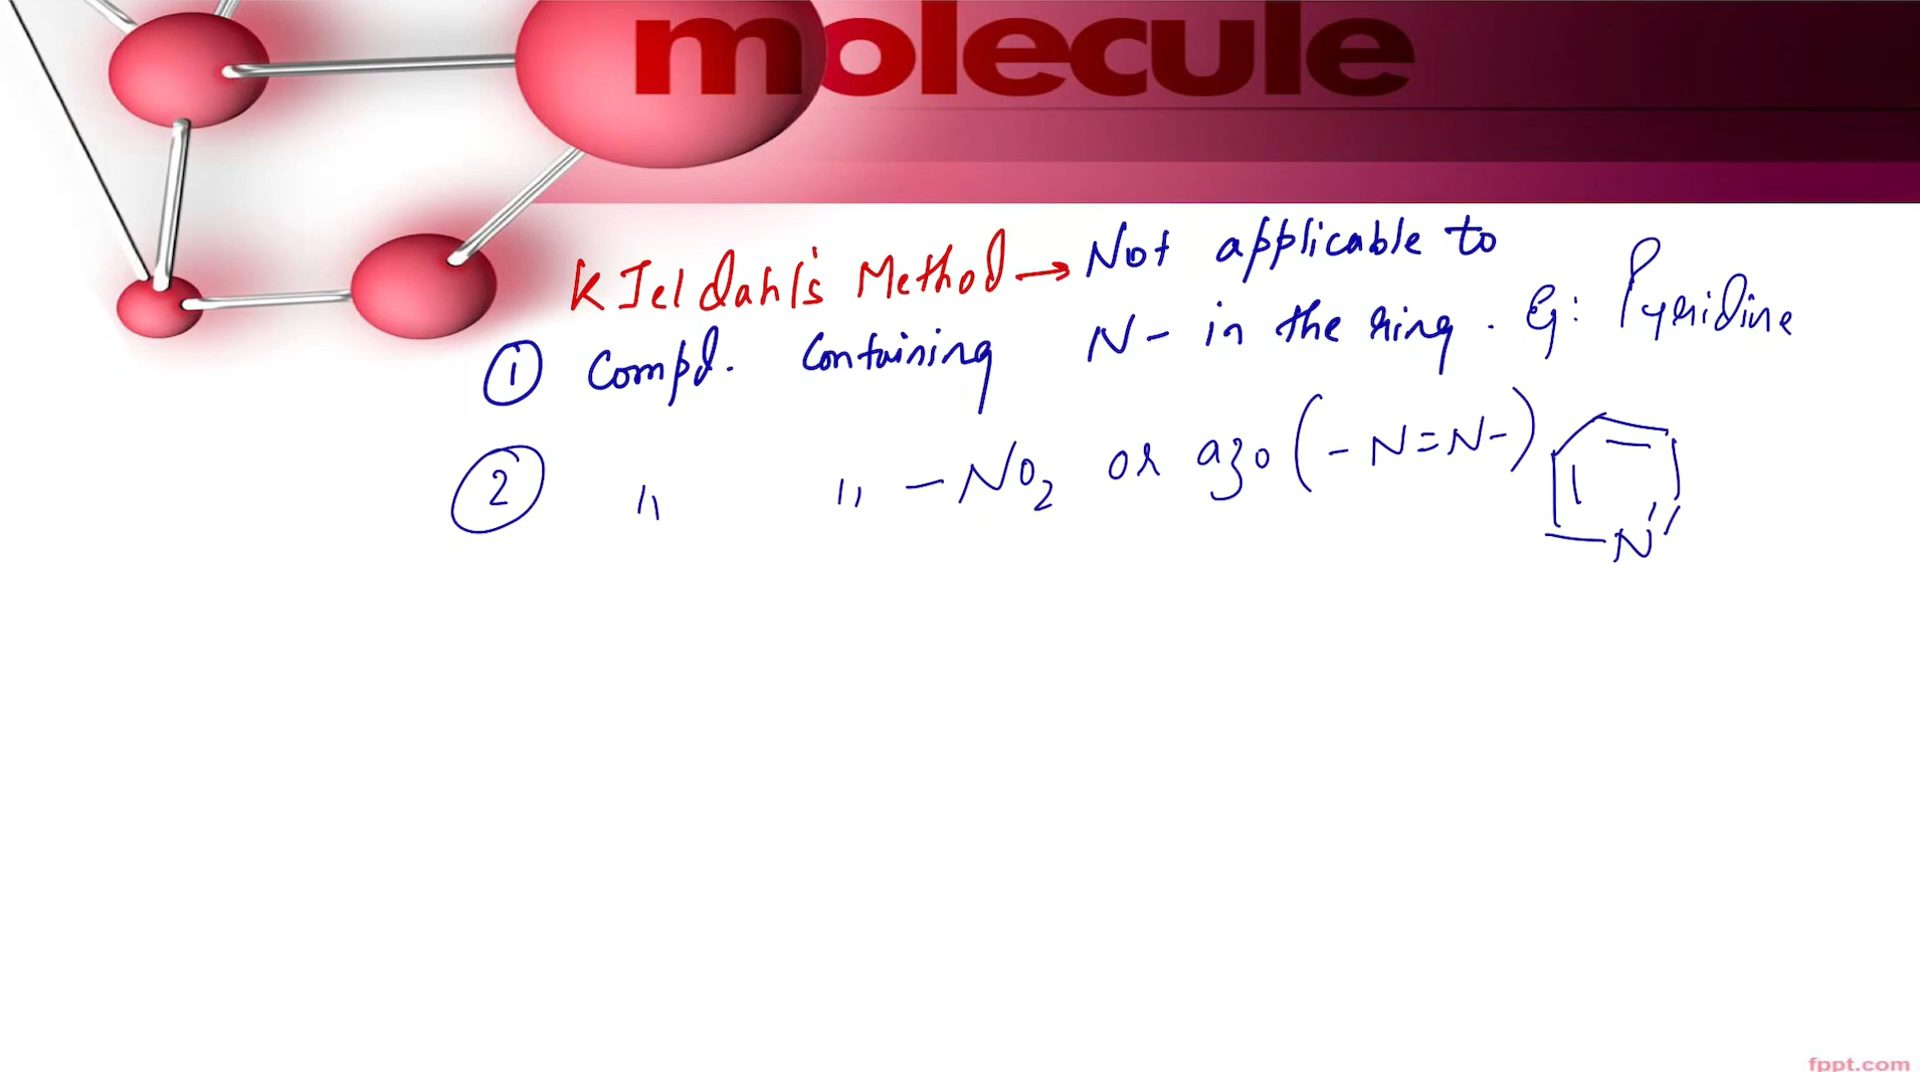 molecule
KJeldahl's Method → Not applicable to
① Compd. Containing N- in the ring. Eg: Pyridine
② " " -NO₂ or azo (-N=N-)
N
fppt.com